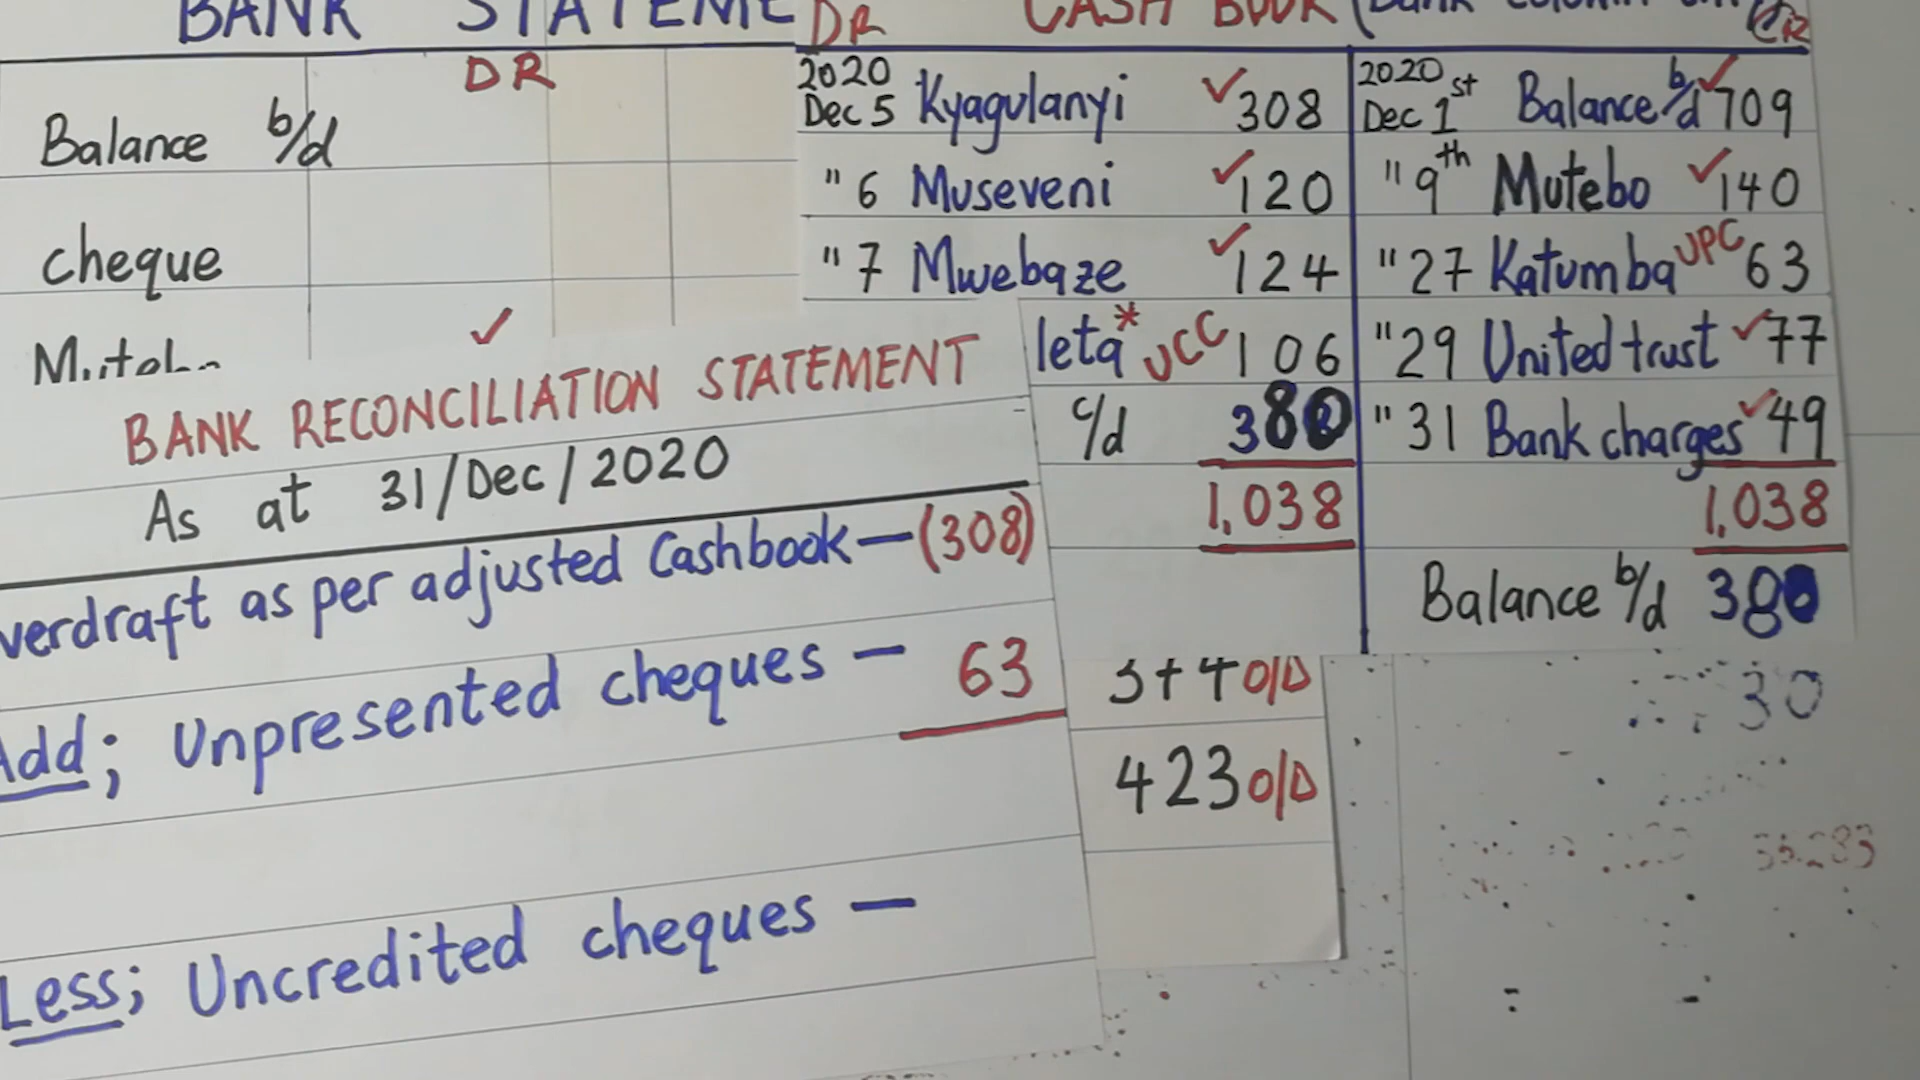 BANK STATEME
DR
Balance b/d
cheque
BANK RECONCILIATION STATEMENT
As at 31/Dec/2020
verdraft as per adjusted Cashbook — (308)
Add; Unpresented cheques — 63
Less; Uncredited cheques —
DR CASH BOOK (Bank column CR
2020
Dec 5 Kyagulanyi ✓308
" 6 Museveni ✓120
" 7 Mwebaze ✓124
leta* UCC 106
c/d 380
1,038
2020
Dec 1st Balance b/d ✓709
" 9th Mutebo ✓140
" 27 Katumba UPC 63
" 29 United trust ✓77
" 31 Bank charges ✓49
1,038
Balance b/d 380
O/D
423 O/D
30